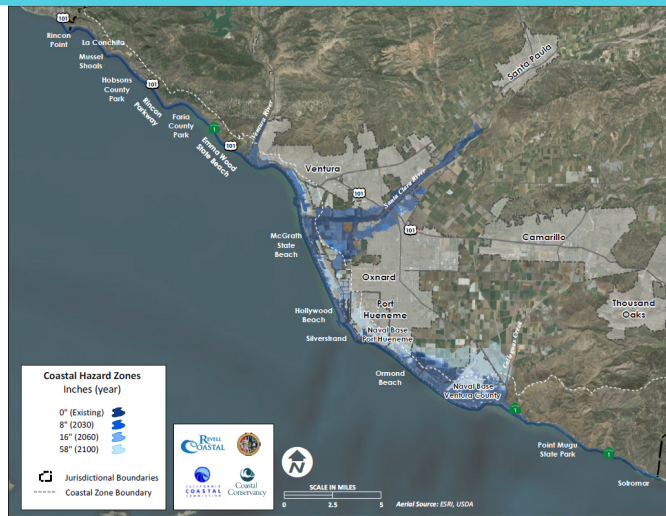 101
Rincon
Point
La Conchita
Mussel
Shoals
101
Hobsons
County
Park
Rincon
Parkway
Faria
County
Park
1
101
Emma Wood
State Beach
Ventura River
Ventura
Santa Paula
101
Santa Clara River
101
McGrath
State
Beach
Camarillo
Oxnard
Port
Hueneme
Thousand
Oaks
Hollywood
Beach
Naval Base
Port Hueneme
Silverstrand
Calleguas Creek
Ormond
Beach
Naval Base
Ventura County
1
Point Mugu
State Park
1
Solromar
Coastal Hazard Zones
Inches (year)
0" (Existing)
8" (2030)
16" (2060)
58" (2100)
Jurisdictional Boundaries
Coastal Zone Boundary
REVELL
COASTAL
CALIFORNIA
COASTAL
COMMISSION
Coastal
Conservancy
N
SCALE IN MILES
0 2.5 5
Aerial Source: ESRI, USDA